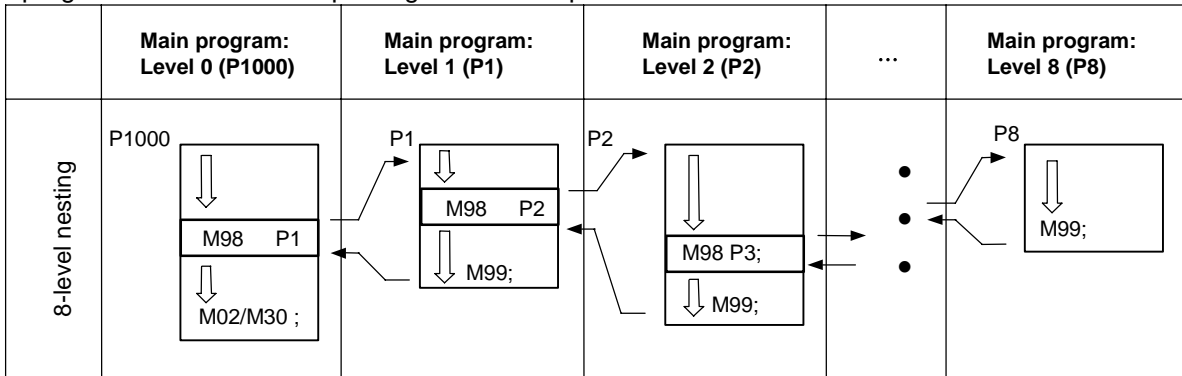 Main program:
Level 0 (P1000)
Main program:
Level 1 (P1)
Main program:
Level 2 (P2)
...
Main program:
Level 8 (P8)
8-level nesting
P1000
M98 P1
M02/M30 ;
P1
M98 P2
M99;
P2
M98 P3;
M99;
P8
M99;